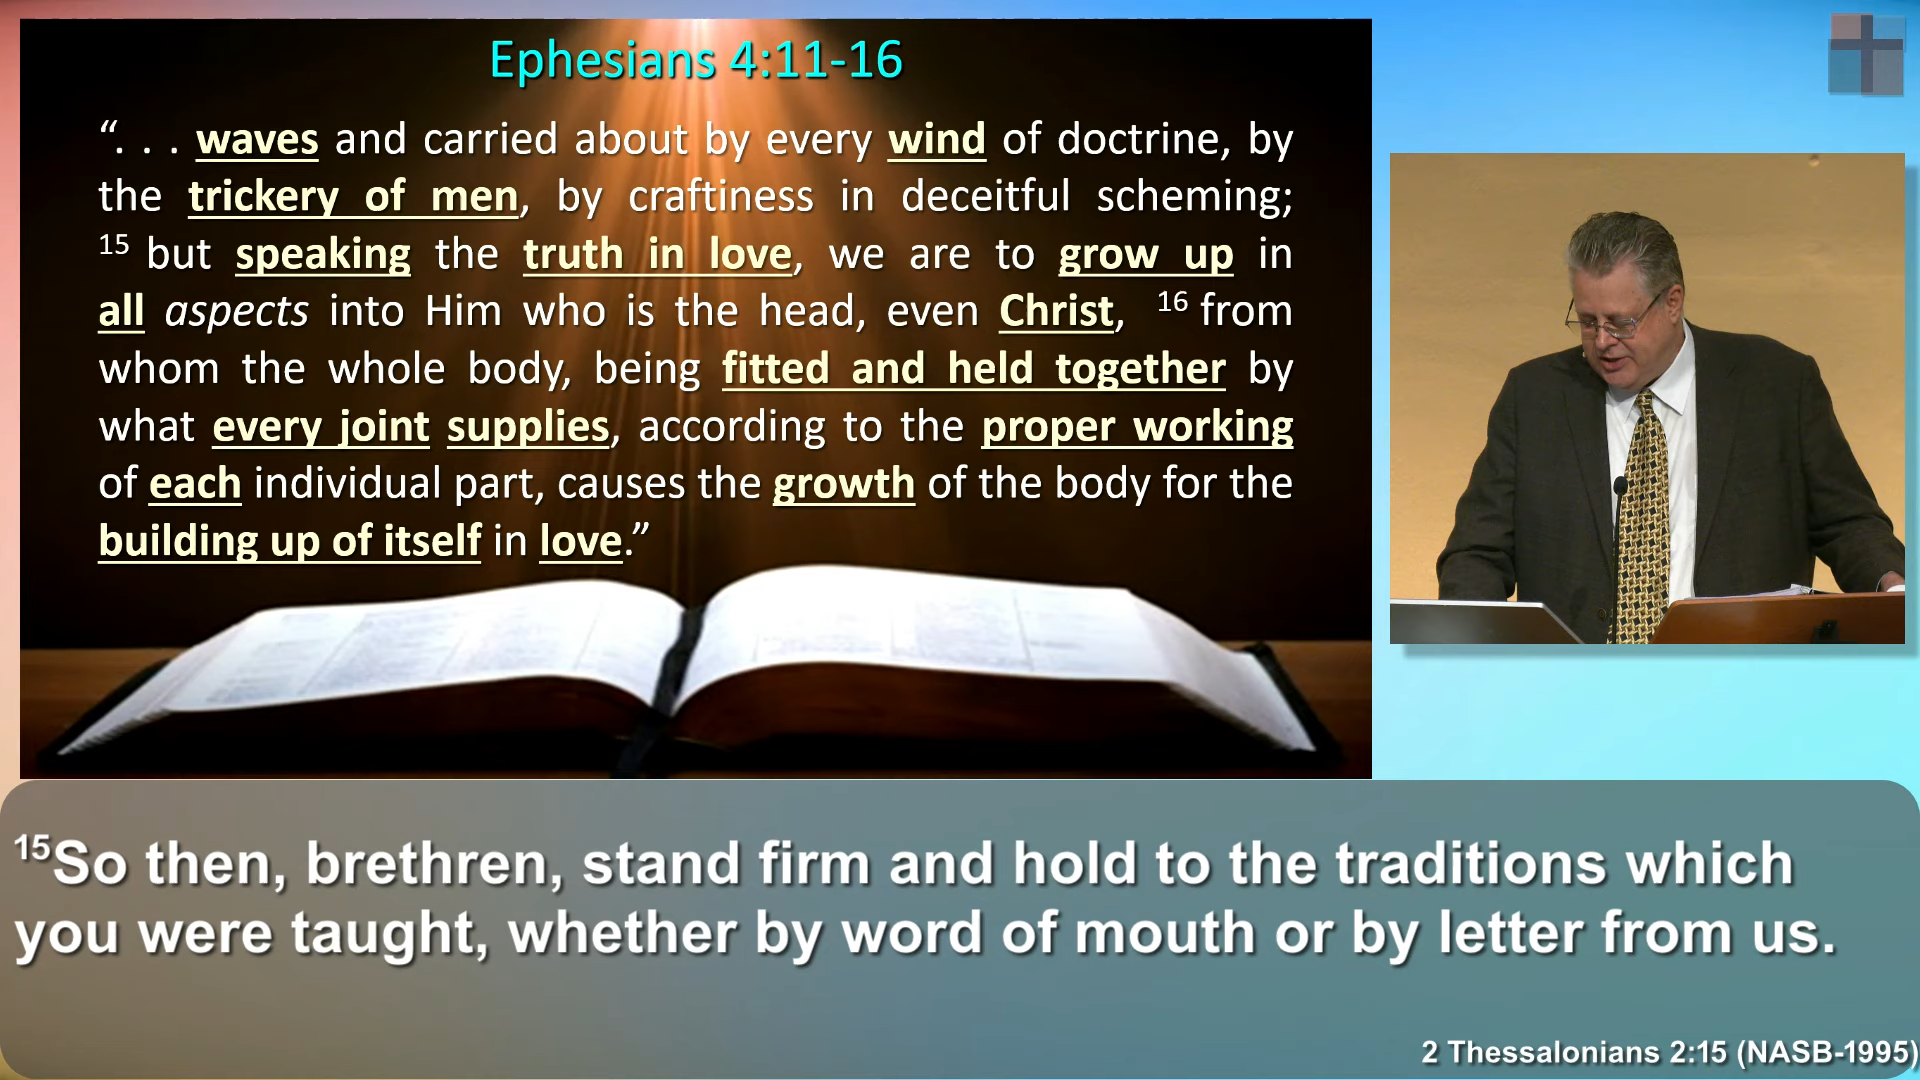 Ephesians 4:11-16
“. . . waves and carried about by every wind of doctrine, by
the trickery of men, by craftiness in deceitful scheming;
15 but speaking the truth in love, we are to grow up in
all aspects into Him who is the head, even Christ, 16 from
whom the whole body, being fitted and held together by
what every joint supplies, according to the proper working
of each individual part, causes the growth of the body for the
building up of itself in love.”
15So then, brethren, stand firm and hold to the traditions which
you were taught, whether by word of mouth or by letter from us.
2 Thessalonians 2:15 (NASB-1995)